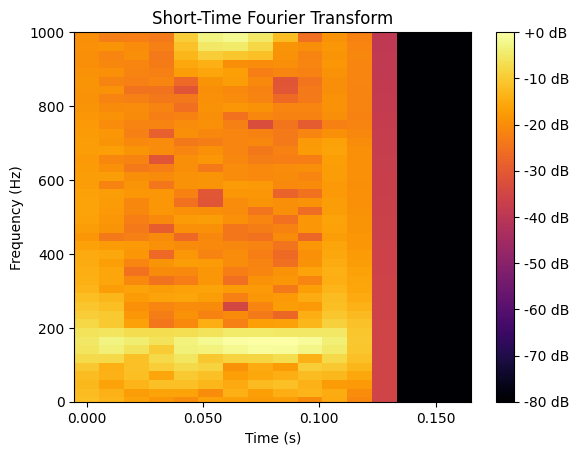 Short-Time Fourier Transform
1000
800
600
400
200
0
Frequency (Hz)
0.000
0.050
0.100
0.150
Time (s)
+0 dB
-10 dB
-20 dB
-30 dB
-40 dB
-50 dB
-60 dB
-70 dB
-80 dB